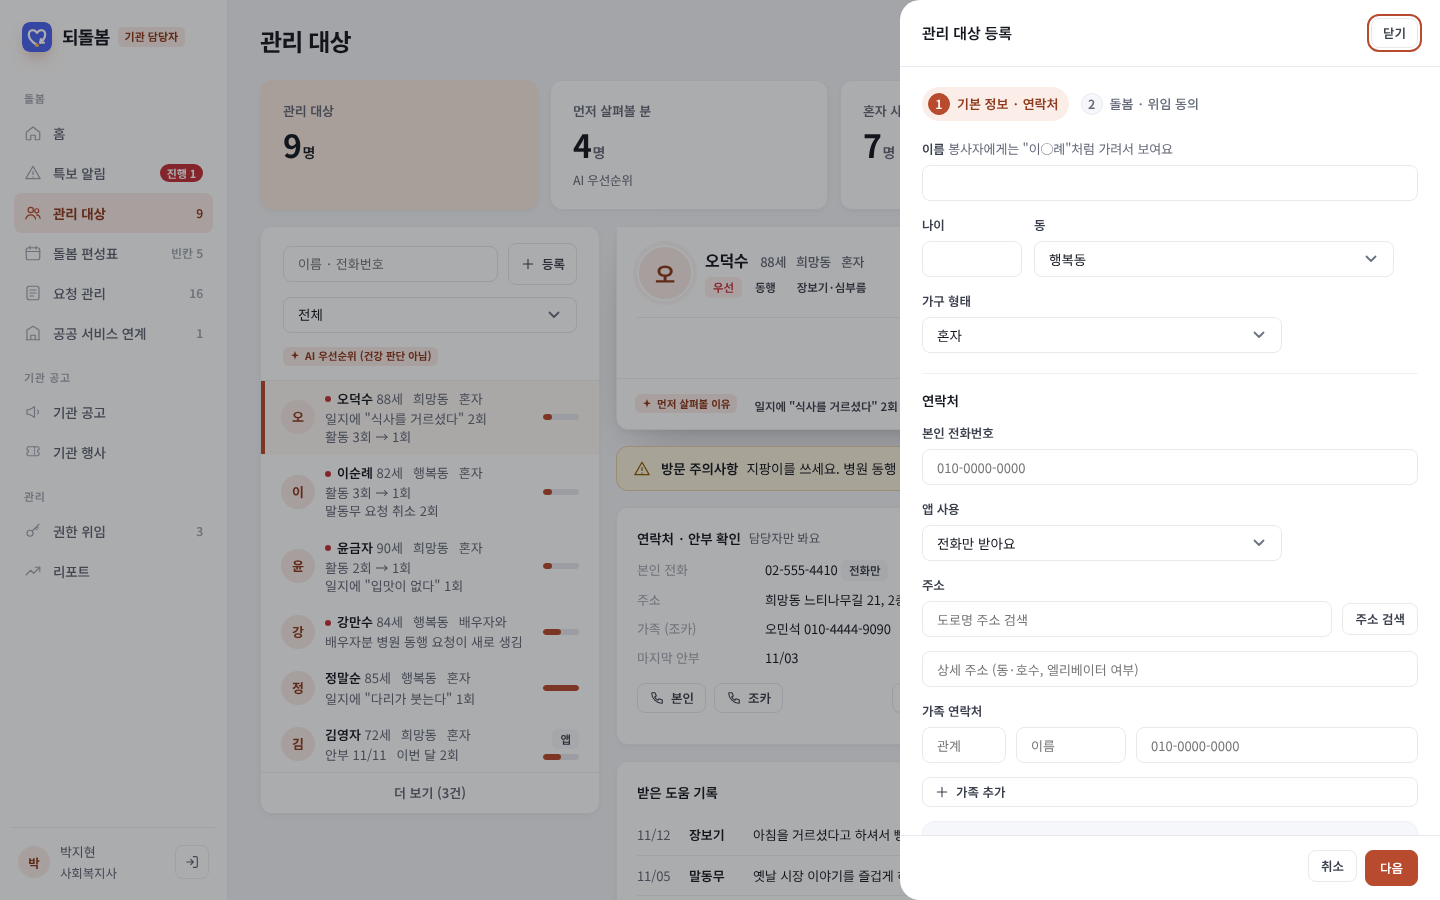 되돌봄 기관 담당자
돌봄
홈
특보 알림 진행 1
관리 대상 9
돌봄 편성표 빈칸 5
요청 관리 16
공공 서비스 연계 1
기관 공고
기관 공고
기관 행사
관리
권한 위임 3
리포트
박 박지현
사회복지사
관리 대상
관리 대상
9명
먼저 살펴볼 분
4명
AI 우선순위
혼자 사
7명
이름 · 전화번호
+ 등록
전체
AI 우선순위 (건강 판단 아님)
오 오덕수 88세 희망동 혼자
일지에 "식사를 거르셨다" 2회
활동 3회 → 1회
이 이순례 82세 행복동 혼자
활동 3회 → 1회
말동무 요청 취소 2회
윤 윤금자 90세 희망동 혼자
활동 2회 → 1회
일지에 "입맛이 없다" 1회
강 강만수 84세 행복동 배우자와
배우자분 병원 동행 요청이 새로 생김
정 정말순 85세 행복동 혼자
일지에 "다리가 붓는다" 1회
김 김영자 72세 희망동 혼자 앱
안부 11/11 이번 달 2회
더 보기 (3건)
오 오덕수 88세 희망동 혼자
우선 동행 장보기·심부름
먼저 살펴볼 이유 일지에 "식사를 거르셨다" 2회
방문 주의사항 지팡이를 쓰세요. 병원 동행
연락처 · 안부 확인 담당자만 봐요
본인 전화 02-555-4410 전화만
주소 희망동 느티나무길 21, 2층
가족 (조카) 오민석 010-4444-9090
마지막 안부 11/03
본인 조카
받은 도움 기록
11/12 장보기 아침을 거르셨다고 하셔서
11/05 말동무 옛날 시장 이야기를 즐겁게
관리 대상 등록 닫기
1 기본 정보 · 연락처 2 돌봄 · 위임 동의
이름 봉사자에게는 "이○례"처럼 가려서 보여요
나이 동
행복동
가구 형태
혼자
연락처
본인 전화번호
010-0000-0000
앱 사용
전화만 받아요
주소
도로명 주소 검색 주소 검색
상세 주소 (동·호수, 엘리베이터 여부)
가족 연락처
관계 이름 010-0000-0000
+ 가족 추가
취소 다음